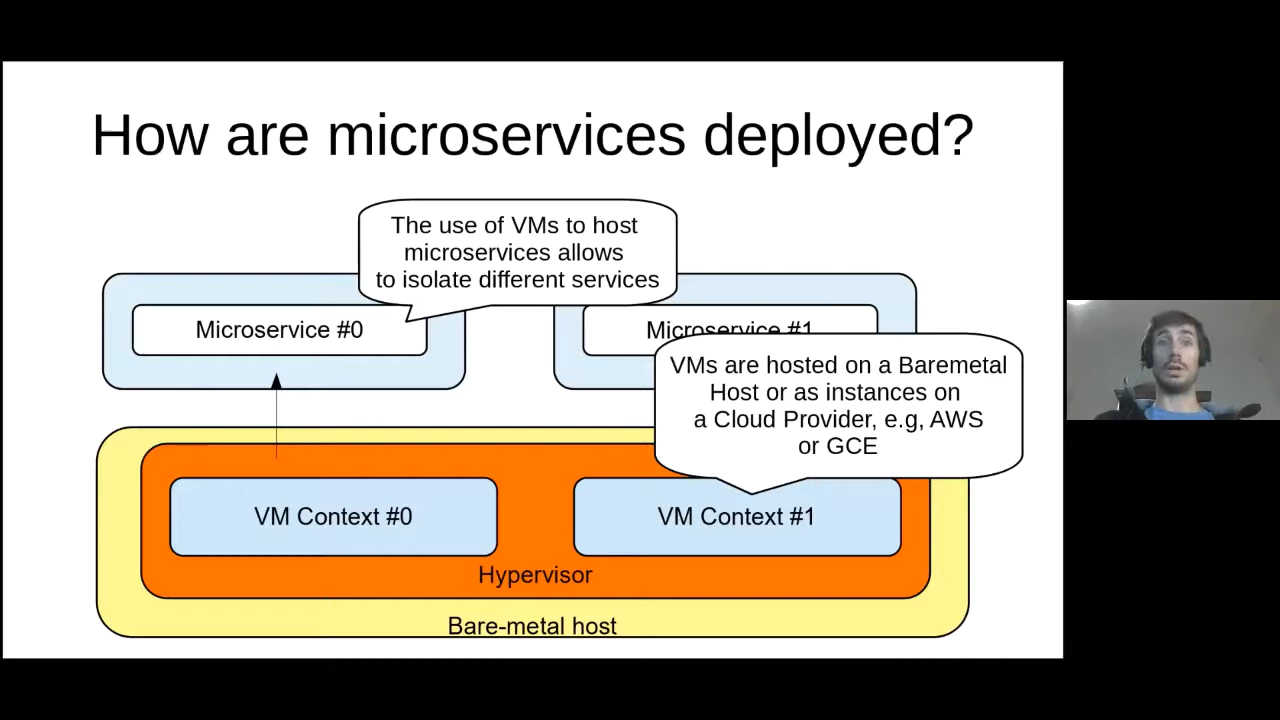 How are microservices deployed?
The use of VMs to host
microservices allows
to isolate different services
Microservice #0
Microservice #1
VMs are hosted on a Baremetal
Host or as instances on
a Cloud Provider, e.g, AWS
or GCE
VM Context #0
VM Context #1
Hypervisor
Bare-metal host